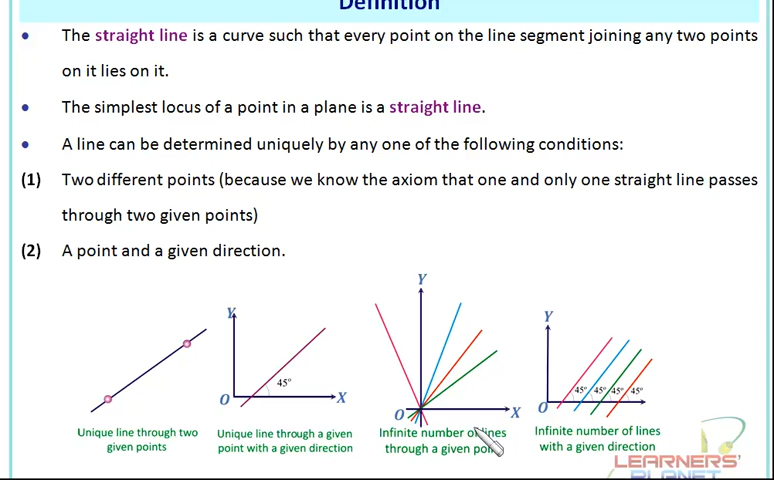 Definition
• The straight line is a curve such that every point on the line segment joining any two points
on it lies on it.
• The simplest locus of a point in a plane is a straight line.
• A line can be determined uniquely by any one of the following conditions:
(1) Two different points (because we know the axiom that one and only one straight line passes
through two given points)
(2) A point and a given direction.
Y
O
X
45°
Unique line through two
given points
Unique line through a given
point with a given direction
Y
O
X
Infinite number of lines
through a given point
Y
O
X
45° 45° 45° 45°
Infinite number of lines
with a given direction
LEARNERS'
PLANET